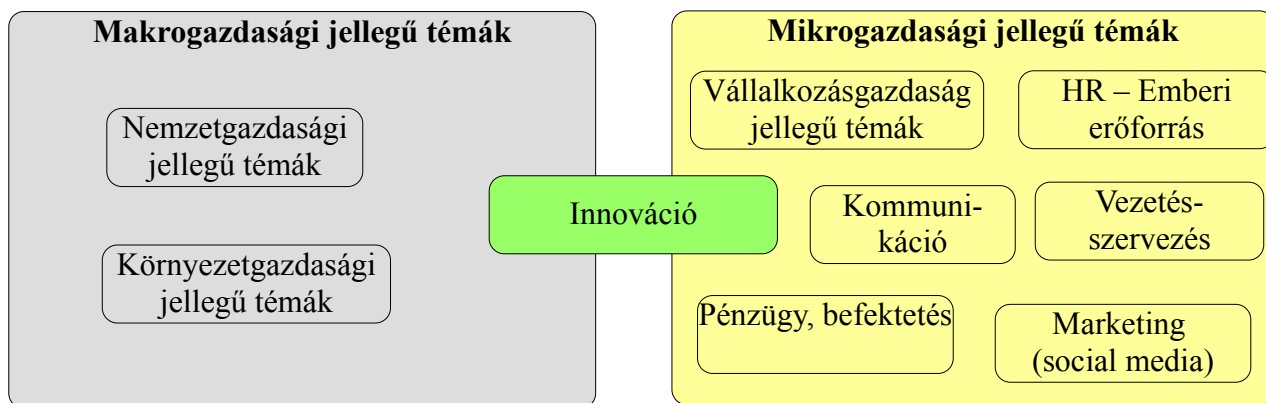 Makrogazdasági jellegű témák
Nemzetgazdasági
jellegű témák
Környezetgazdasági
jellegű témák
Innováció
Mikrogazdasági jellegű témák
Vállalkozásgazdaság
jellegű témák
HR – Emberi
erőforrás
Kommuni-
káció
Vezetés-
szervezés
Pénzügy, befektetés
Marketing
(social media)